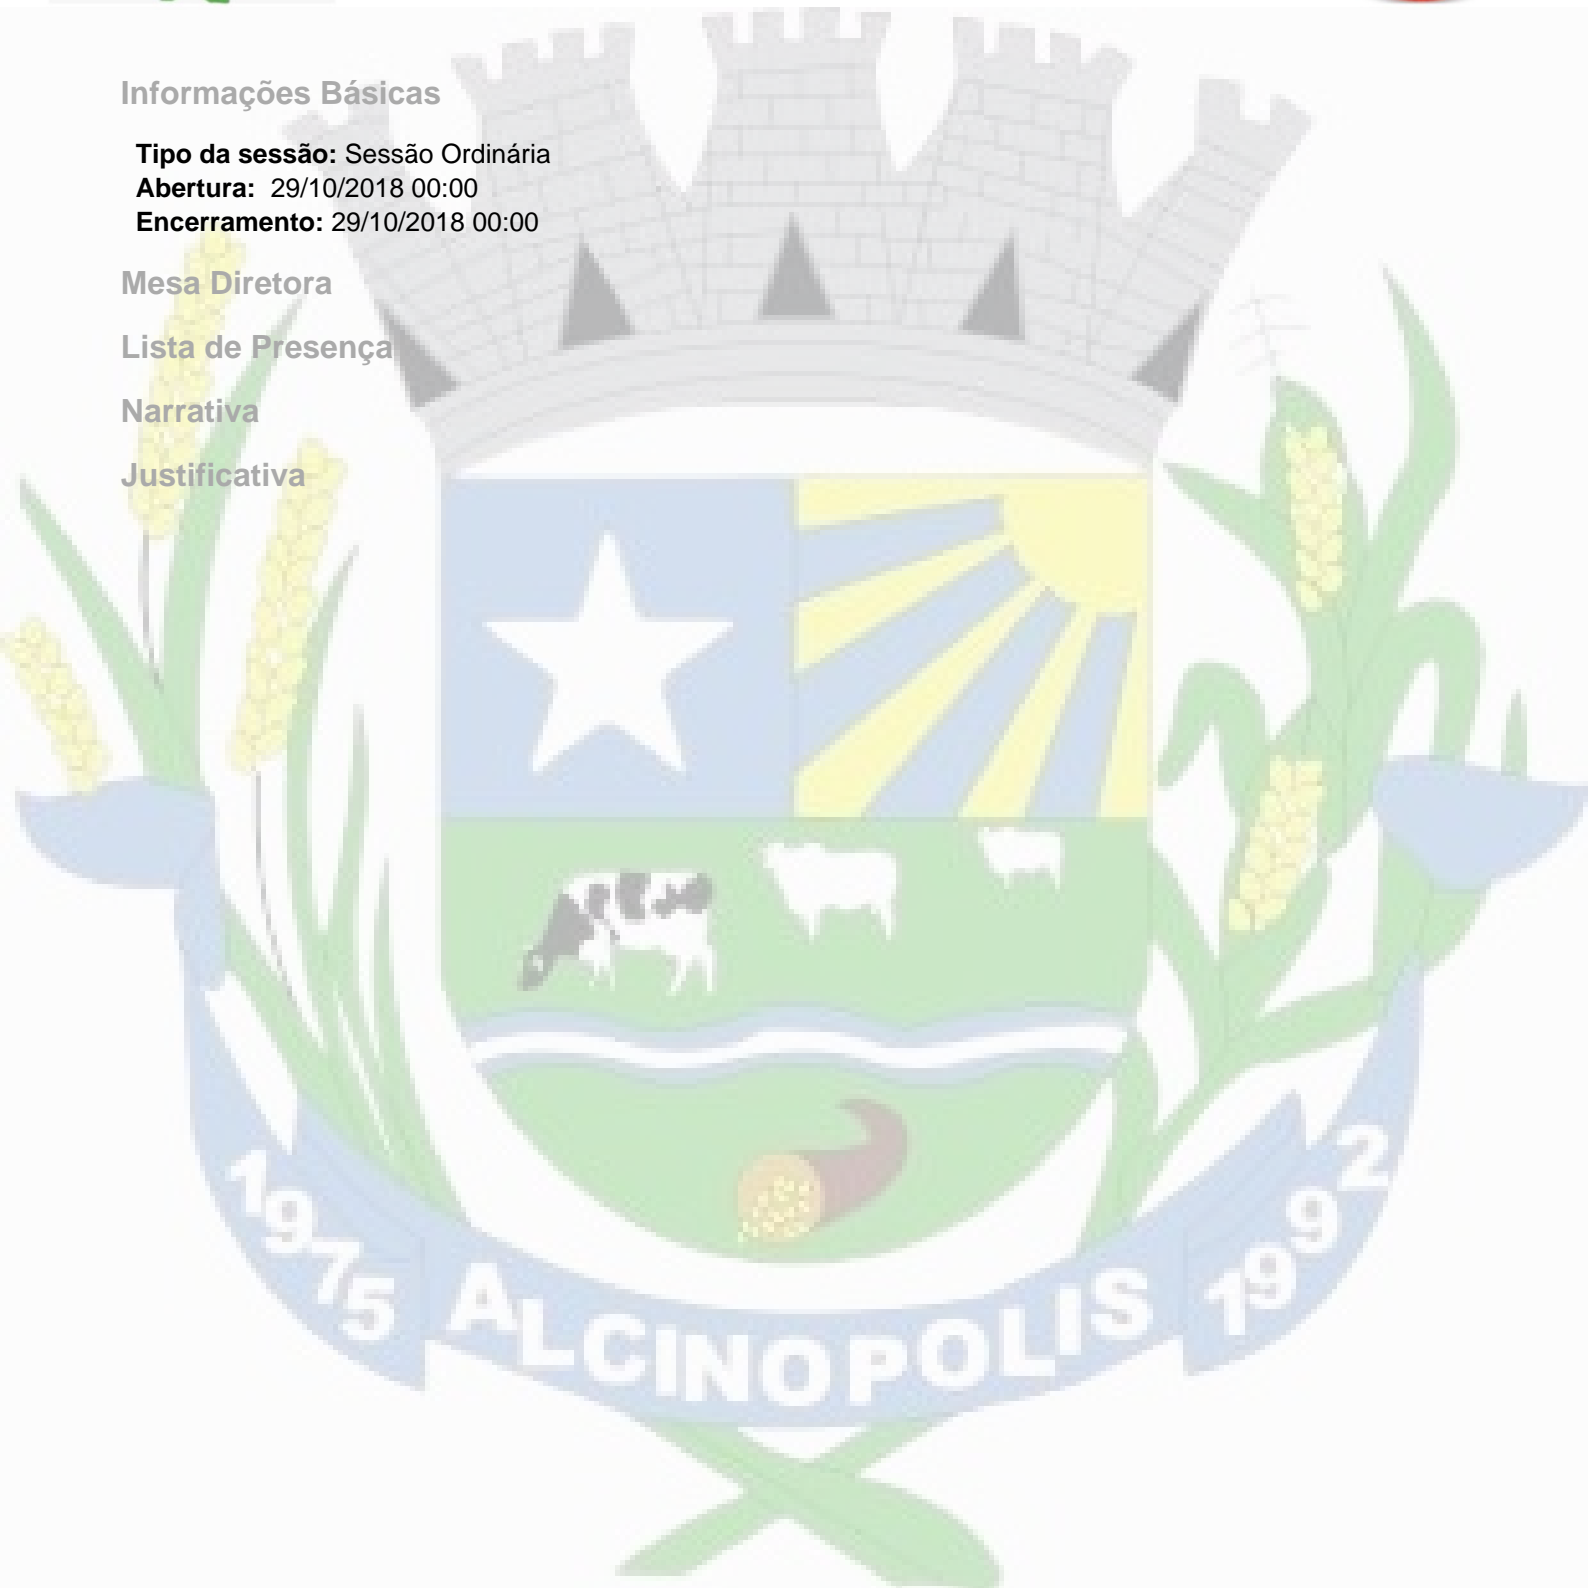 Informações Básicas
Tipo da sessão: Sessão Ordinária
Abertura: 29/10/2018 00:00
Encerramento: 29/10/2018 00:00
Mesa Diretora
Lista de Presença
Narrativa
Justificativa
1975 ALCINOPOLIS 1992